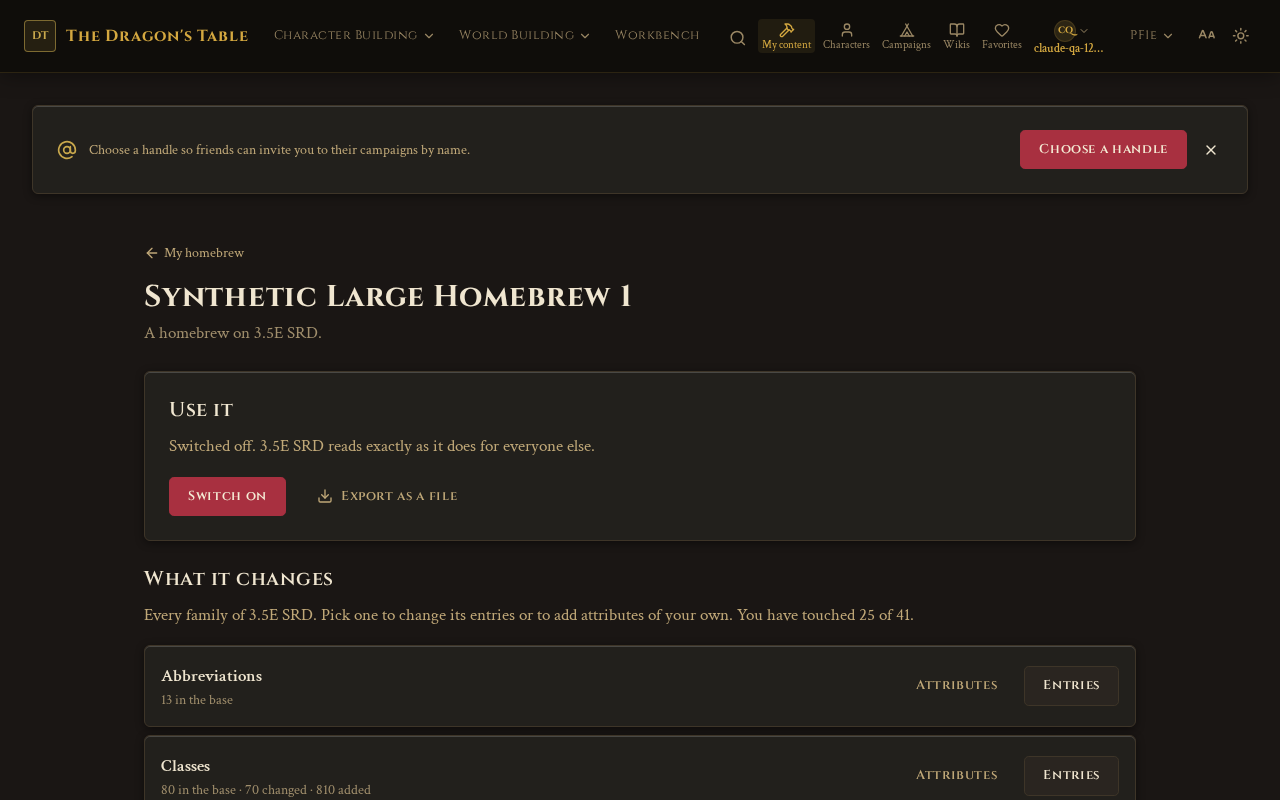 DT The Dragon's Table Character Building World Building Workbench My content Characters Campaigns Wikis Favorites CQ claude-qa-12... PF1e AA
Choose a handle so friends can invite you to their campaigns by name. Choose a handle
My homebrew
Synthetic Large Homebrew 1
A homebrew on 3.5E SRD.
Use it
Switched off. 3.5E SRD reads exactly as it does for everyone else.
Switch on Export as a file
What it changes
Every family of 3.5E SRD. Pick one to change its entries or to add attributes of your own. You have touched 25 of 41.
Abbreviations
13 in the base
Attributes Entries
Classes
80 in the base · 70 changed · 810 added
Attributes Entries